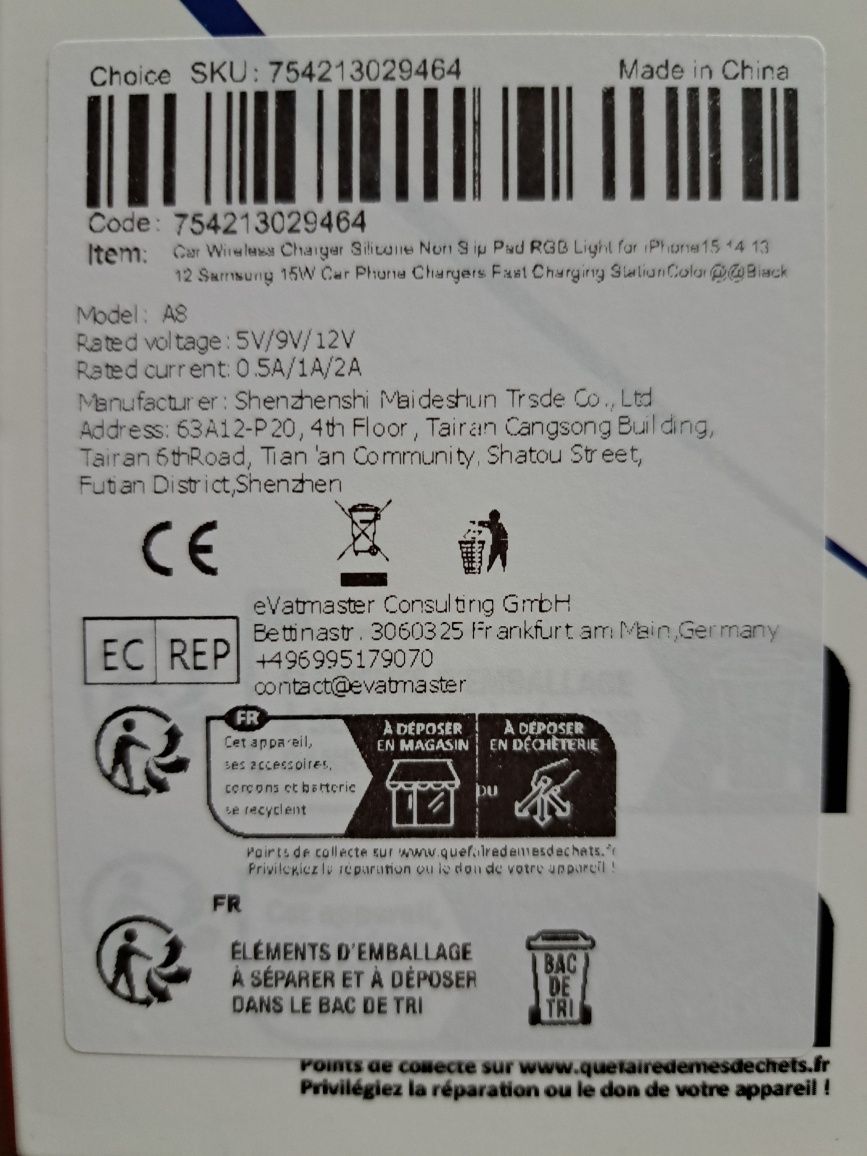 Choice SKU: 754213029464 Made in China
Code: 754213029464
Item: Car Wireless Charger Silicone Non Slip Pad RGB Light for iPhone15 14 13
12 Samsung 15W Car Phone Chargers Fast Charging StationColor@@Black
Model: A8
Rated voltage: 5V/9V/12V
Rated current: 0.5A/1A/2A
Manufacturer: Shenzhenshi Maideshun Trsde Co., Ltd
Address: 63A12-P20, 4th Floor, Tairan Cangsong Building,
Tairan 6thRoad, Tian'an Community, Shatou Street,
Futian District,Shenzhen
CE
EC REP
eVatmaster Consulting GmbH
Bettinastr. 3060325 Frankfurt am Main,Germany
+496995179070
contact@evatmaster
FR
Cet appareil,
ses accessoires,
cordons et batterie
se recyclent
À DÉPOSER
EN MAGASIN
OU
À DÉPOSER
EN DÉCHÈTERIE
Points de collecte sur www.quefairedemesdechets.fr
Privilégiez la réparation ou le don de votre appareil !
FR
ÉLÉMENTS D'EMBALLAGE
À SÉPARER ET À DÉPOSER
DANS LE BAC DE TRI
BAC
DE
TRI
Points de collecte sur www.quefairedemesdechets.fr
Privilégiez la réparation ou le don de votre appareil !